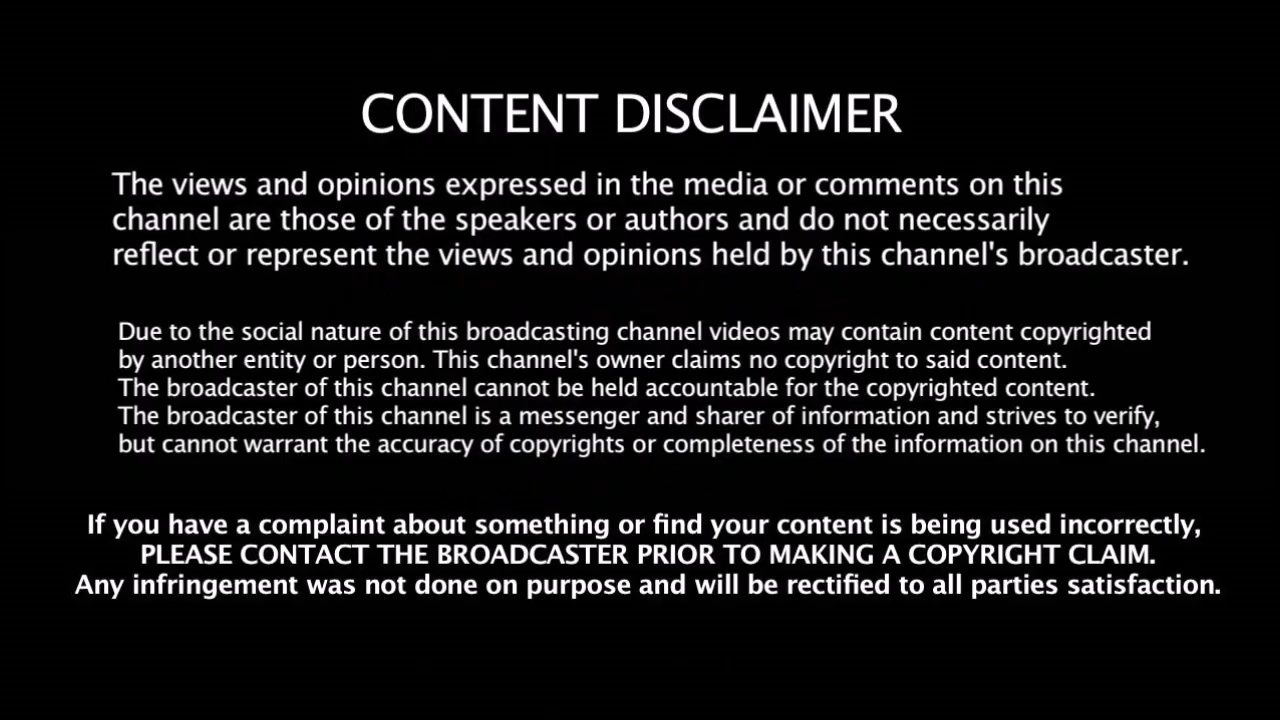 CONTENT DISCLAIMER
The views and opinions expressed in the media or comments on this
channel are those of the speakers or authors and do not necessarily
reflect or represent the views and opinions held by this channel's broadcaster.
Due to the social nature of this broadcasting channel videos may contain content copyrighted
by another entity or person. This channel's owner claims no copyright to said content.
The broadcaster of this channel cannot be held accountable for the copyrighted content.
The broadcaster of this channel is a messenger and sharer of information and strives to verify,
but cannot warrant the accuracy of copyrights or completeness of the information on this channel.
If you have a complaint about something or find your content is being used incorrectly,
PLEASE CONTACT THE BROADCASTER PRIOR TO MAKING A COPYRIGHT CLAIM.
Any infringement was not done on purpose and will be rectified to all parties satisfaction.